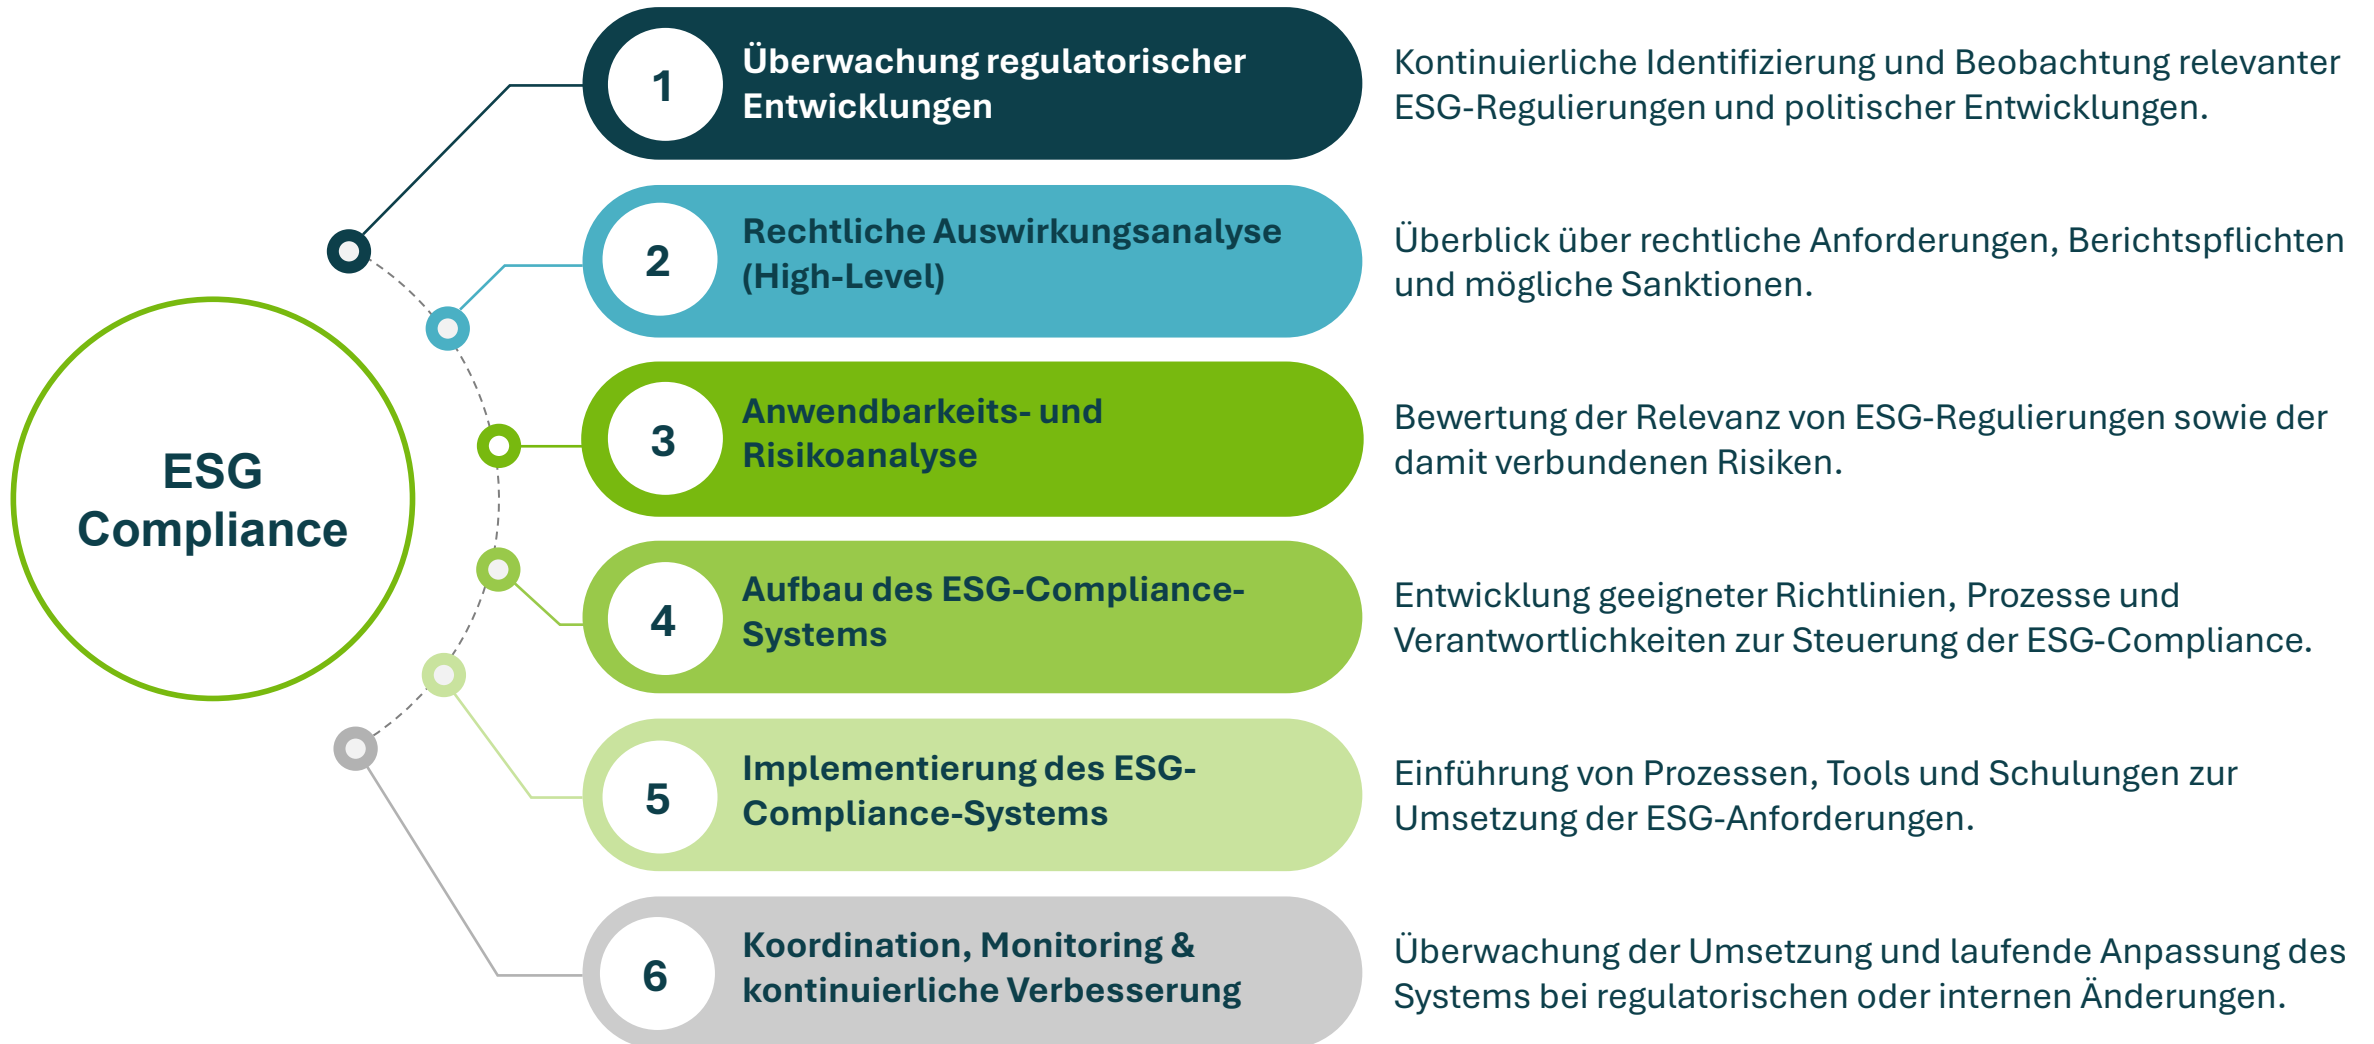 ESG
Compliance
1
Überwachung regulatorischer
Entwicklungen
Kontinuierliche Identifizierung und Beobachtung relevanter
ESG-Regulierungen und politischer Entwicklungen.
2
Rechtliche Auswirkungsanalyse
(High-Level)
Überblick über rechtliche Anforderungen, Berichtspflichten
und mögliche Sanktionen.
3
Anwendbarkeits- und
Risikoanalyse
Bewertung der Relevanz von ESG-Regulierungen sowie der
damit verbundenen Risiken.
4
Aufbau des ESG-Compliance-
Systems
Entwicklung geeigneter Richtlinien, Prozesse und
Verantwortlichkeiten zur Steuerung der ESG-Compliance.
5
Implementierung des ESG-
Compliance-Systems
Einführung von Prozessen, Tools und Schulungen zur
Umsetzung der ESG-Anforderungen.
6
Koordination, Monitoring &
kontinuierliche Verbesserung
Überwachung der Umsetzung und laufende Anpassung des
Systems bei regulatorischen oder internen Änderungen.